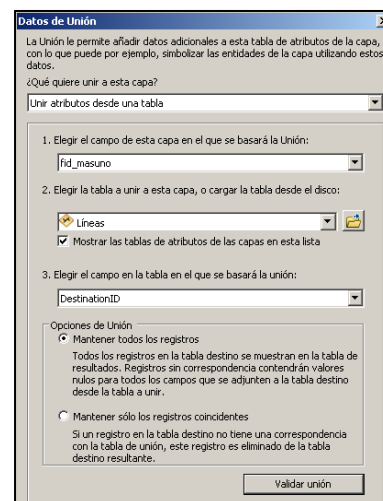 Datos de Unión
La Unión le permite añadir datos adicionales a esta tabla de atributos de la capa,
con lo que puede por ejemplo, simbolizar las entidades de la capa utilizando estos
datos.
¿Qué quiere unir a esta capa?
Unir atributos desde una tabla
1. Elegir el campo de esta capa en el que se basará la Unión:
fid_masuno
2. Elegir la tabla a unir a esta capa, o cargar la tabla desde el disco:
Líneas
Mostrar las tablas de atributos de las capas en esta lista
3. Elegir el campo en la tabla en el que se basará la unión:
DestinationID
Opciones de Unión
Mantener todos los registros
Todos los registros en la tabla destino se muestran en la tabla de
resultados. Registros sin correspondencia contendrán valores
nulos para todos los campos que se adjunten a la tabla destino
desde la tabla a unir.
Mantener sólo los registros coincidentes
Si un registro en la tabla destino no tiene una correspondencia
con la tabla de unión, este registro es eliminado de la tabla
destino resultante.
Validar unión